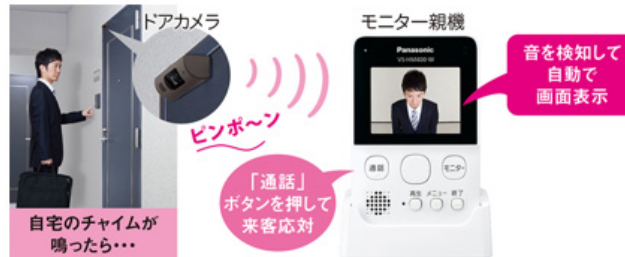 ドアカメラ
モニター親機
Panasonic
VS-HM400-W
音を検知して
自動で
画面表示
ピンポ〜ン
「通話」
ボタンを押して
来客応対
通話
モニター
再生 メニュー 終了
自宅のチャイムが
鳴ったら・・・